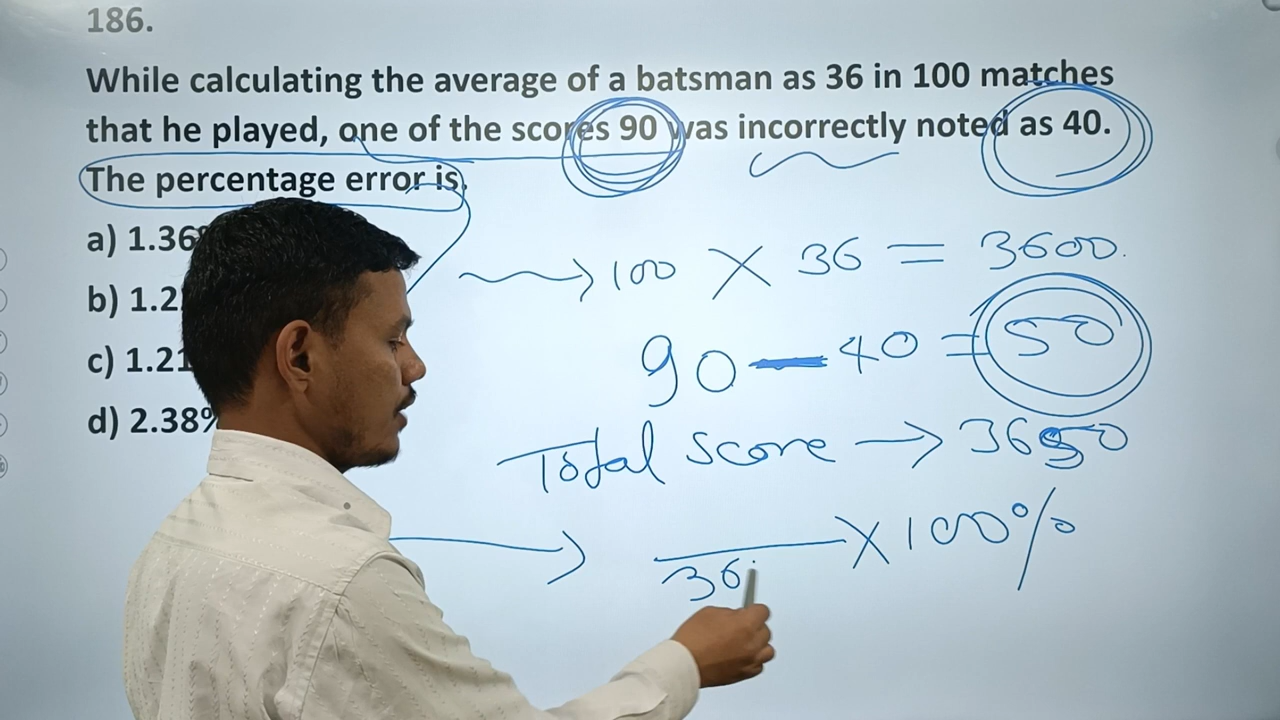 186.
While calculating the average of a batsman as 36 in 100 matches
that he played, one of the scores 90 was incorrectly noted as 40.
The percentage error is.
a) 1.36
b) 1.2
c) 1.21
d) 2.38%
100 × 36 = 3600.
90 - 40 = 50
Total score → 3650
36 × 100%